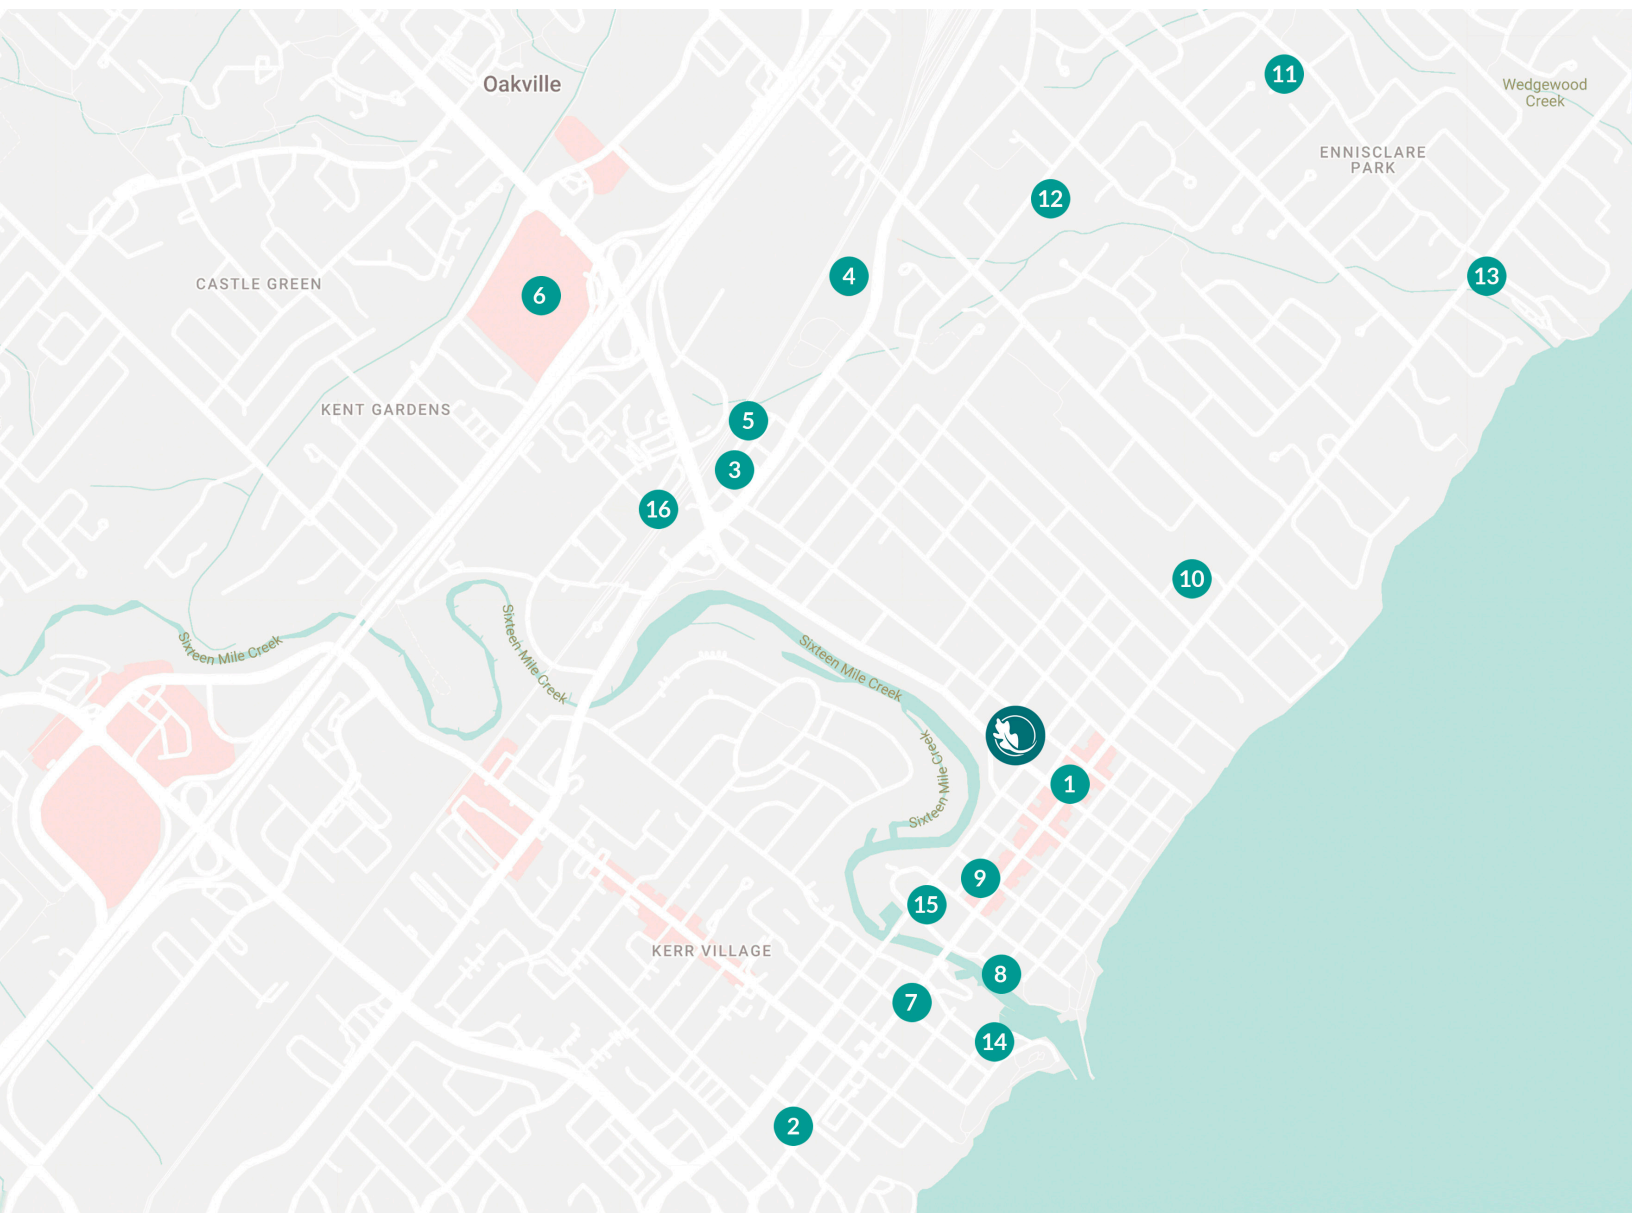 11
Oakville
Wedgewood
Creek
ENNISCLARE
PARK
12
CASTLE GREEN
4
13
6
KENT GARDENS
5
3
16
10
Sixteen Mile Creek
Sixteen Mile Creek
Sixteen Mile Creek
Sixteen Mile Creek
1
9
15
KERR VILLAGE
8
7
14
2